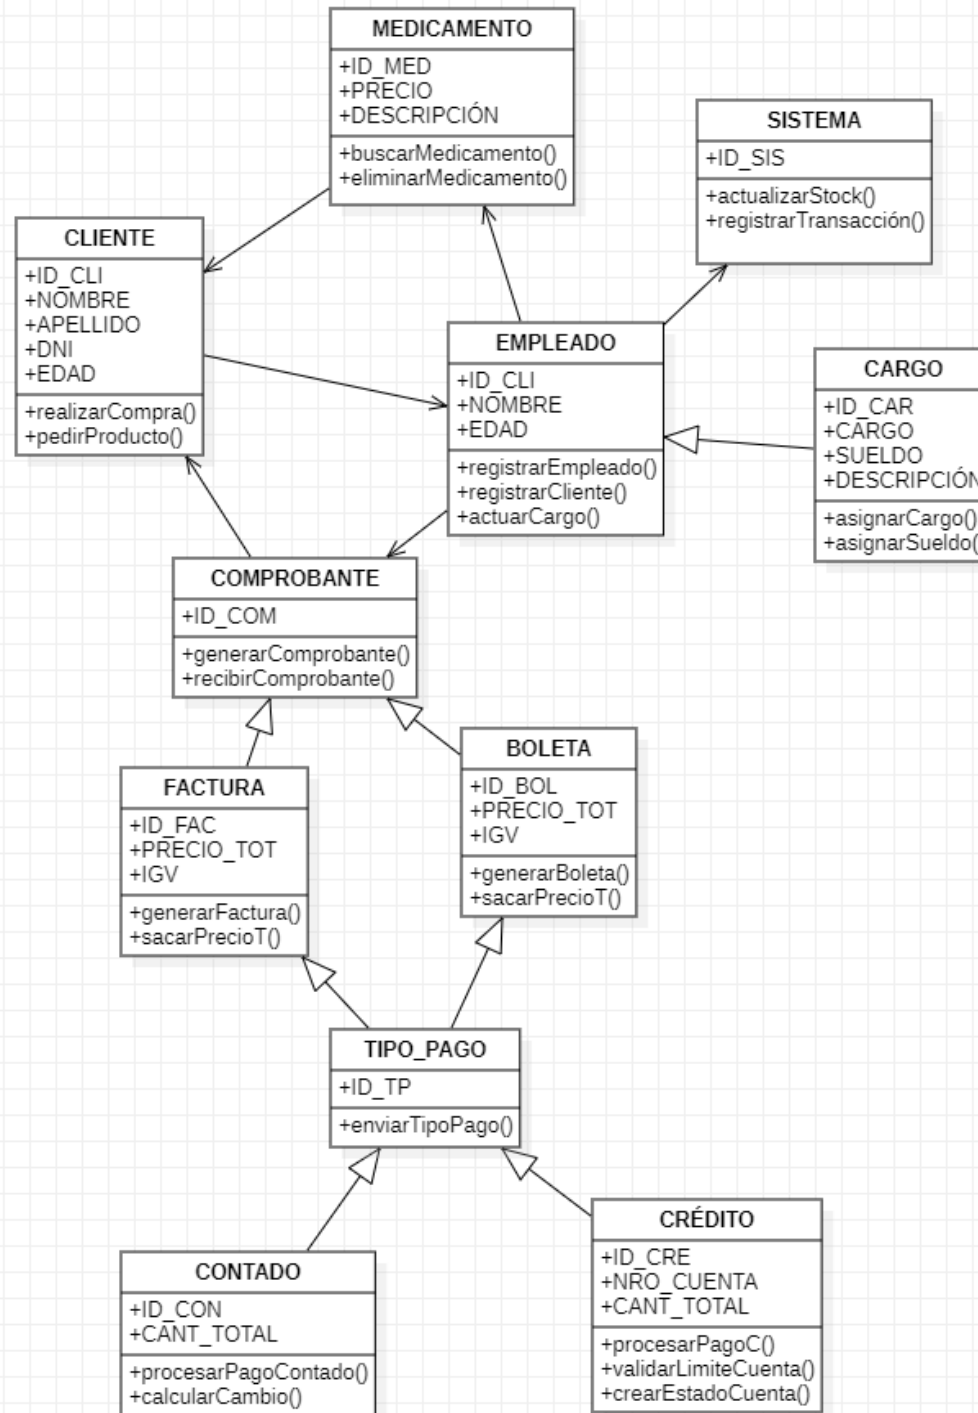 MEDICAMENTO
+ID_MED
+PRECIO
+DESCRIPCIÓN
+buscarMedicamento()
+eliminarMedicamento()
SISTEMA
+ID_SIS
+actualizarStock()
+registrarTransacción()
CLIENTE
+ID_CLI
+NOMBRE
+APELLIDO
+DNI
+EDAD
+realizarCompra()
+pedirProducto()
EMPLEADO
+ID_CLI
+NOMBRE
+EDAD
+registrarEmpleado()
+registrarCliente()
+actuarCargo()
CARGO
+ID_CAR
+CARGO
+SUELDO
+DESCRIPCIÓN
+asignarCargo()
+asignarSueldo(
COMPROBANTE
+ID_COM
+generarComprobante()
+recibirComprobante()
FACTURA
+ID_FAC
+PRECIO_TOT
+IGV
+generarFactura()
+sacarPrecioT()
BOLETA
+ID_BOL
+PRECIO_TOT
+IGV
+generarBoleta()
+sacarPrecioT()
TIPO_PAGO
+ID_TP
+enviarTipoPago()
CONTADO
+ID_CON
+CANT_TOTAL
+procesarPagoContado()
+calcularCambio()
CRÉDITO
+ID_CRE
+NRO_CUENTA
+CANT_TOTAL
+procesarPagoC()
+validarLimiteCuenta()
+crearEstadoCuenta()